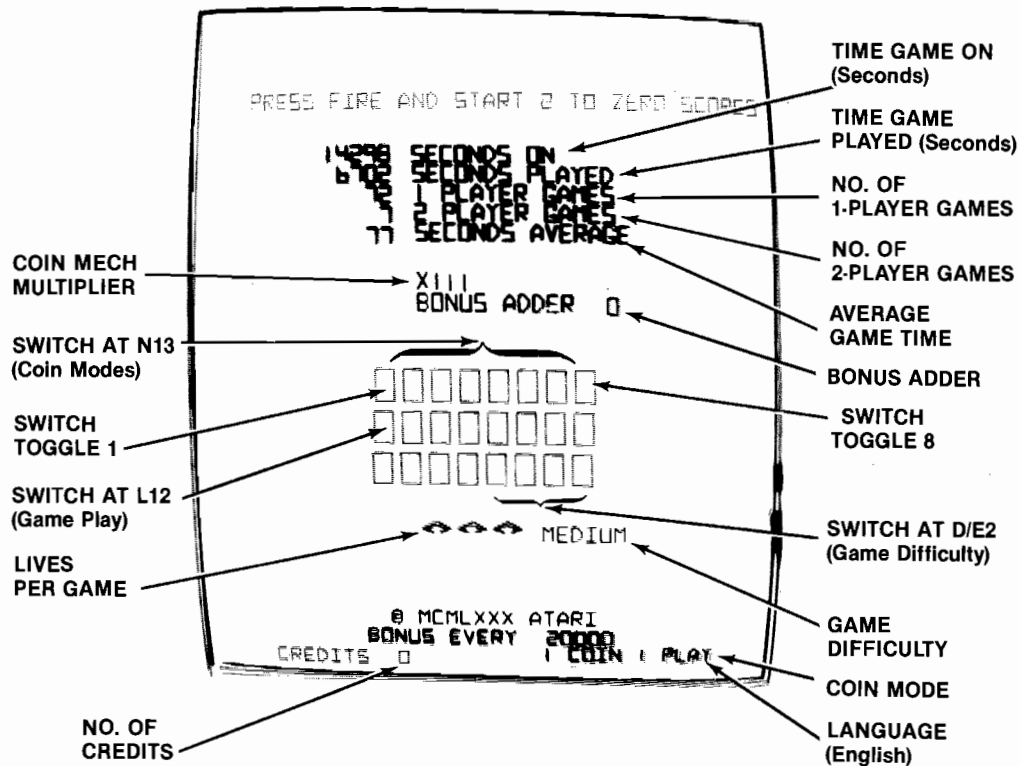 PRESS FIRE AND START 2 TO ZERO SCORES
14298 SECONDS ON
6702 SECONDS PLAYED
1 PLAYER GAMES
2 PLAYER GAMES
77 SECONDS AVERAGE
X111
BONUS ADDER 0
MEDIUM
© MCMLXXX ATARI
BONUS EVERY 20000
CREDITS 0
1 COIN 1 PLAY
COIN MECH
MULTIPLIER
SWITCH AT N13
(Coin Modes)
SWITCH
TOGGLE 1
SWITCH AT L12
(Game Play)
LIVES
PER GAME
NO. OF
CREDITS
TIME GAME ON
(Seconds)
TIME GAME
PLAYED (Seconds)
NO. OF
1-PLAYER GAMES
NO. OF
2-PLAYER GAMES
AVERAGE
GAME TIME
BONUS ADDER
SWITCH
TOGGLE 8
SWITCH AT D/E2
(Game Difficulty)
GAME
DIFFICULTY
COIN MODE
LANGUAGE
(English)